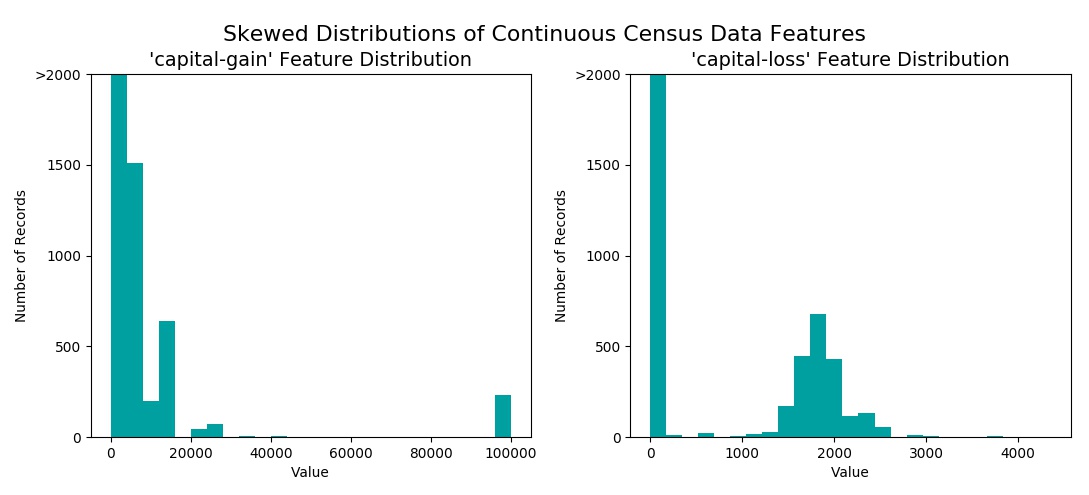 Skewed Distributions of Continuous Census Data Features
'capital-gain' Feature Distribution
>2000
1500
1000
500
0
Number of Records
0 20000 40000 60000 80000 100000
Value
'capital-loss' Feature Distribution
>2000
1500
1000
500
0
Number of Records
0 1000 2000 3000 4000
Value